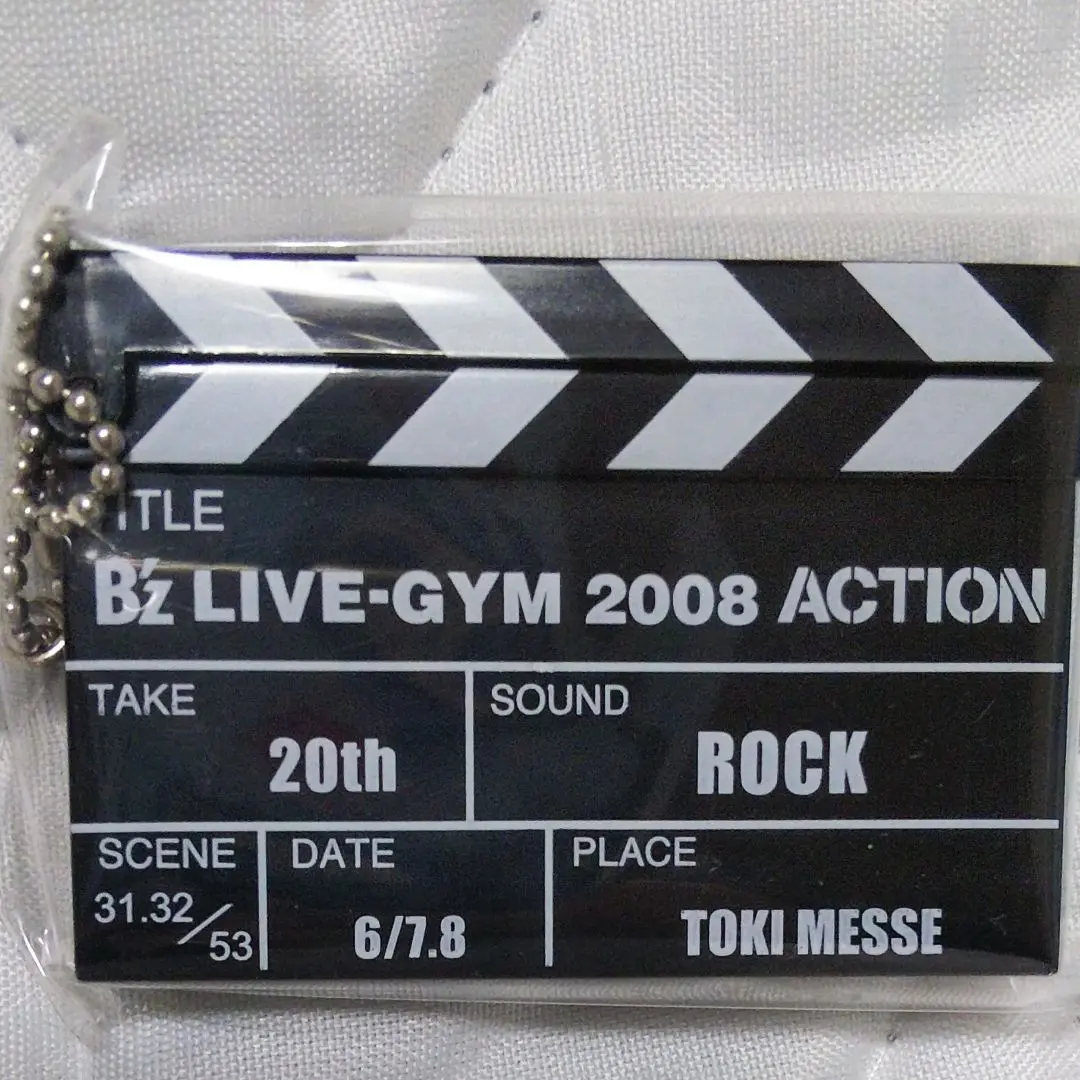 TITLE
B'z LIVE-GYM 2008 ACTION
TAKE
20th
SOUND
ROCK
SCENE
31.32/53
DATE
6/7.8
PLACE
TOKI MESSE